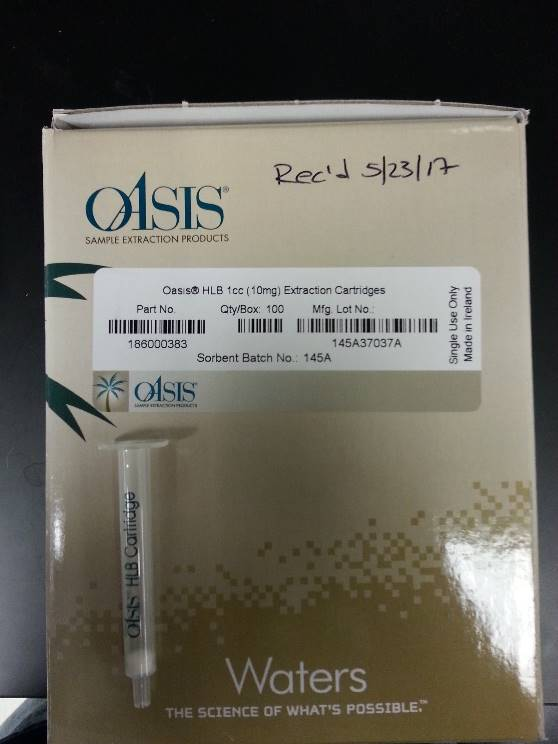 Rec'd 5/23/17
OASIS®
SAMPLE EXTRACTION PRODUCTS
Oasis® HLB 1cc (10mg) Extraction Cartridges
Part No. Qty/Box: 100 Mfg. Lot No.:
186000383 145A37037A
Sorbent Batch No.: 145A
Single Use Only
Made in Ireland
OASIS
SAMPLE EXTRACTION PRODUCTS
OASIS™ HLB Cartridge
Waters
THE SCIENCE OF WHAT'S POSSIBLE.™